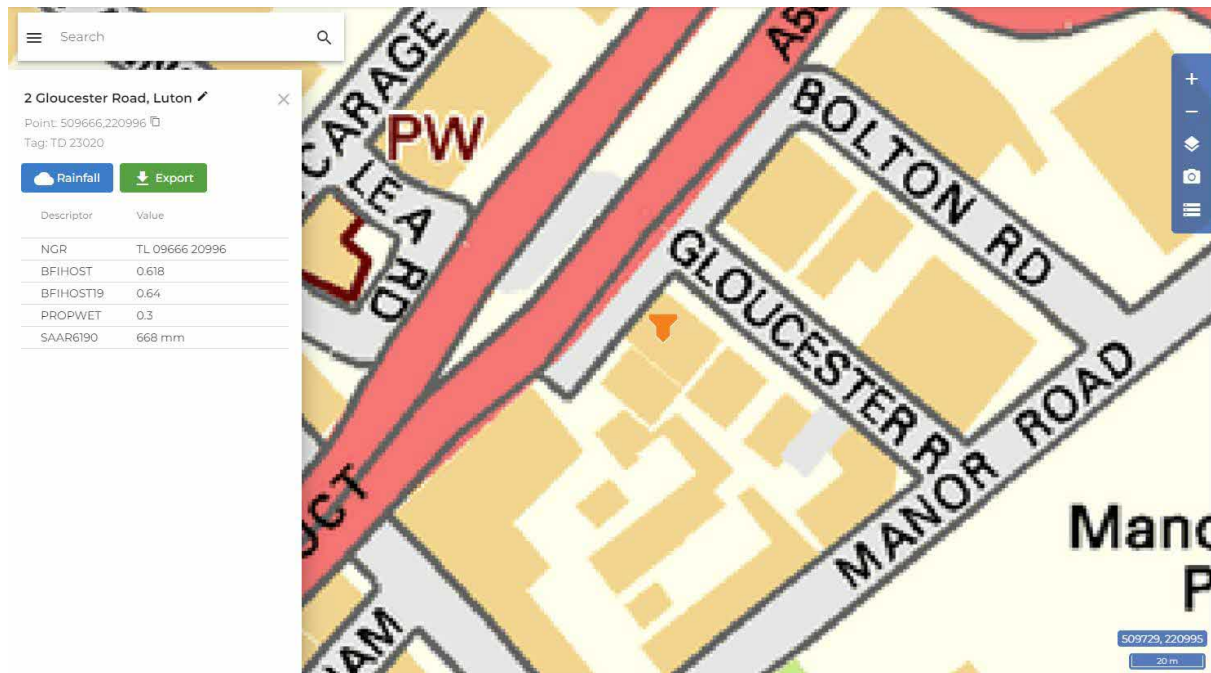 Search
2 Gloucester Road, Luton
Point: 509666,220996
Tag: TD 23020
Rainfall Export
Descriptor Value
NGR TL 09666 20996
BFIHOST 0.618
BFIHOST19 0.64
PROPWET 0.3
SAAR6190 668 mm
CARAGE
PW
LEA RD
A50
BOLTON RD
GLOUCESTER R
MANOR ROAD
UCT
AM
Mano
P
509729, 220995
20 m